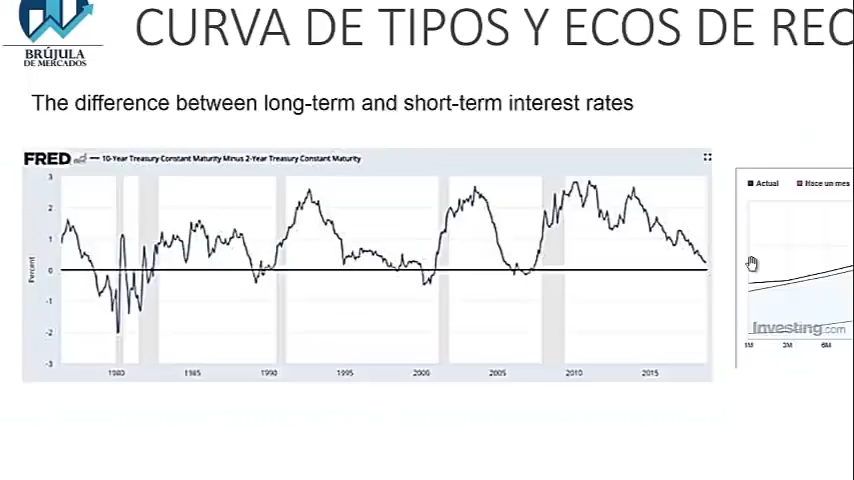 BRÚJULA
DE MERCADOS
CURVA DE TIPOS Y ECOS DE REC
The difference between long-term and short-term interest rates
FRED — 10-Year Treasury Constant Maturity Minus 2-Year Treasury Constant Maturity
3
2
1
0
-1
-2
-3
Percent
1980 1985 1990 1995 2000 2005 2010 2015
Actual Hace un mes
Investing.com
1M 3M 6M